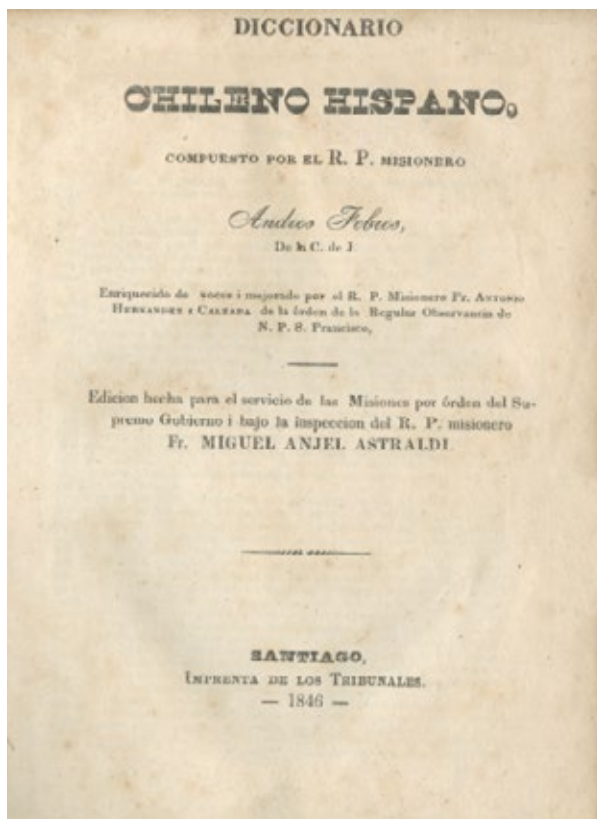 DICCIONARIO
CHILENO HISPANO,
COMPUESTO POR EL R. P. MISIONERO
Andres Febres,
De la C. de J.
Enriquecido de voces i mejorado por el R. P. Misionero Fr. ANTONIO
HERNANDEZ i CALZADA de la órden de la Regular Observancia de
N. P. S. Francisco,
Edicion hecha para el servicio de las Misiones por órden del Su-
premo Gobierno i bajo la inspeccion del R. P. misionero
Fr. MIGUEL ANJEL ASTRALDI
SANTIAGO,
IMPRENTA DE LOS TRIBUNALES.
— 1846 —